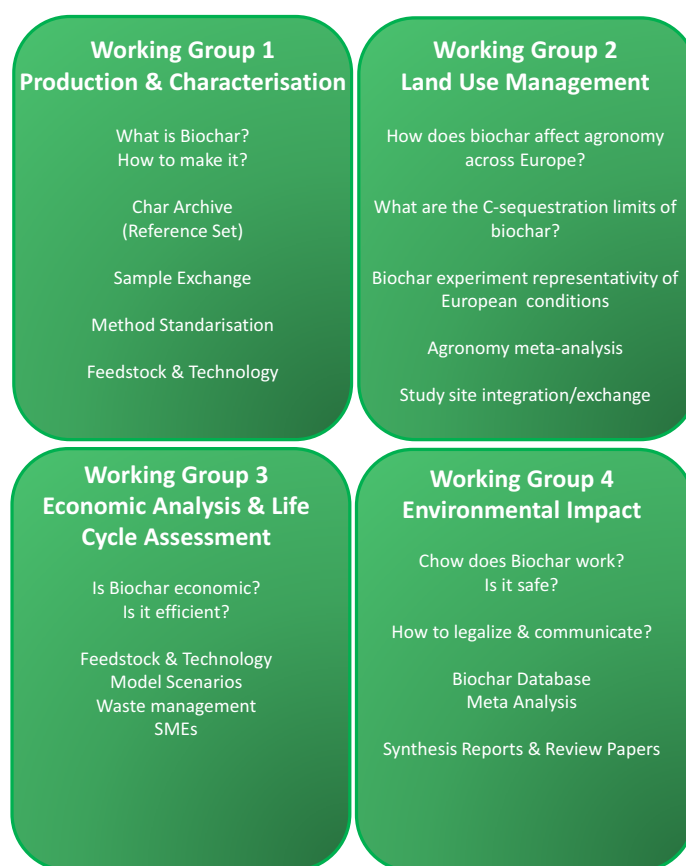 Working Group 1
Production & Characterisation
What is Biochar?
How to make it?
Char Archive
(Reference Set)
Sample Exchange
Method Standarisation
Feedstock & Technology
Working Group 2
Land Use Management
How does biochar affect agronomy
across Europe?
What are the C-sequestration limits of
biochar?
Biochar experiment representativity of
European conditions
Agronomy meta-analysis
Study site integration/exchange
Working Group 3
Economic Analysis & Life
Cycle Assessment
Is Biochar economic?
Is it efficient?
Feedstock & Technology
Model Scenarios
Waste management
SMEs
Working Group 4
Environmental Impact
Chow does Biochar work?
Is it safe?
How to legalize & communicate?
Biochar Database
Meta Analysis
Synthesis Reports & Review Papers